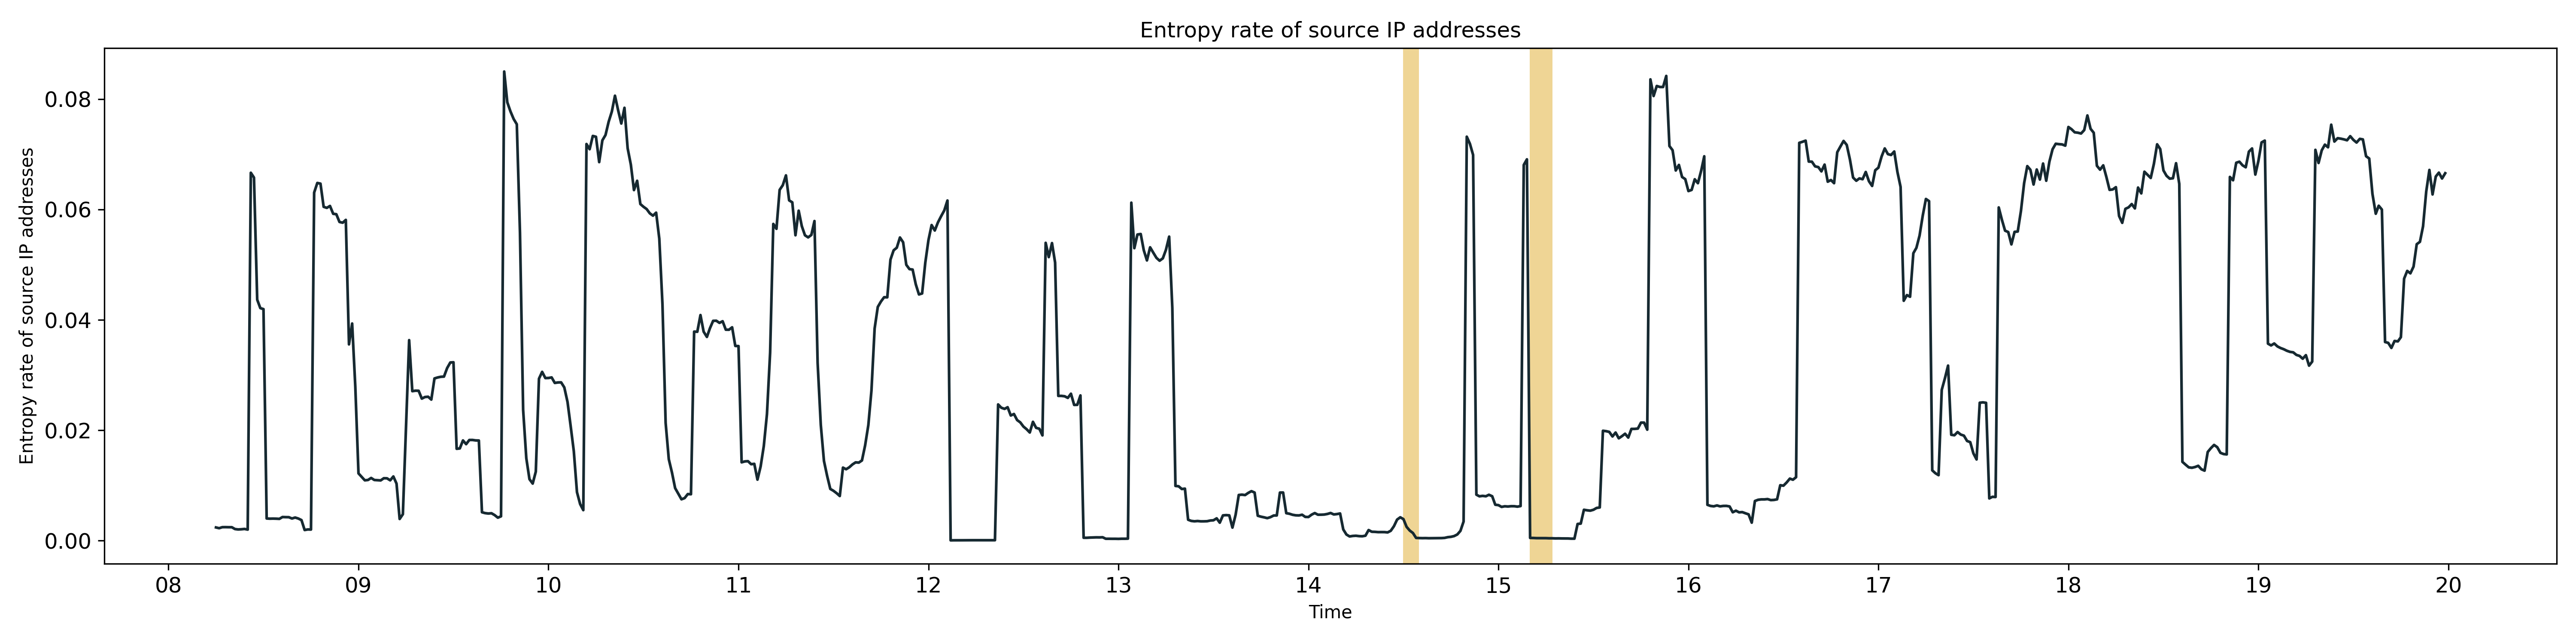 Entropy rate of source IP addresses
Entropy rate of source IP addresses
0.08
0.06
0.04
0.02
0.00
08 09 10 11 12 13 14 15 16 17 18 19 20
Time